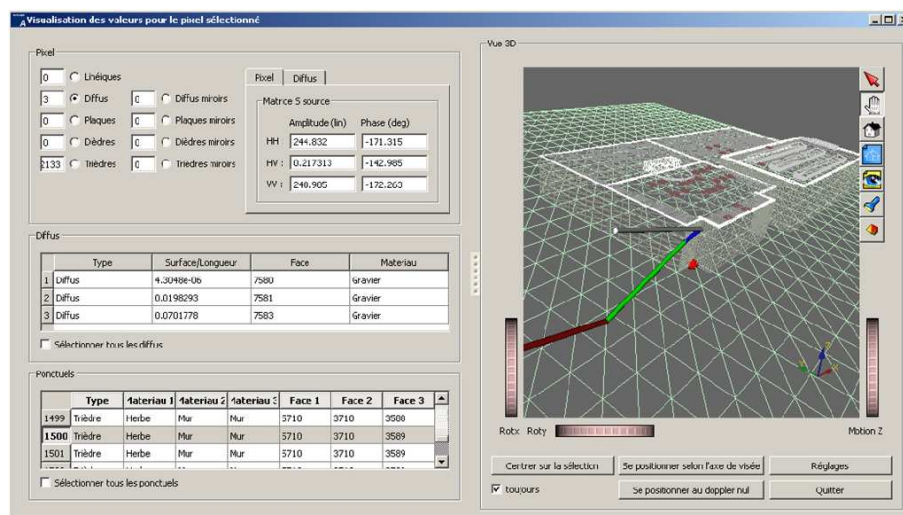 Visualisation des valeurs pour le pixel sélectionné
Pixel
0 Linéiques
3 Diffus 0 Diffus miroirs
0 Plaques 0 Plaques miroirs
0 Dièdres 0 Dièdres miroirs
2133 Trièdres 0 Triedres miroirs
Pixel Diffus
Matrce S source
Amplitude (lin) Phase (deg)
HH 244.832 -171.315
HV : 0.217313 -142.985
VV : 240.905 -172.263
Diffus
Type Surface/Longueur Face Materiau
1 Diffus 4.3048e-06 7580 Gravier
2 Diffus 0.0198293 7581 Gravier
3 Diffus 0.0701778 7583 Gravier
Sélectionner tous les diffus
Ponctuels
Type Materiau 1 Materiau 2 Materiau 3 Face 1 Face 2 Face 3
1499 Trièdre Herbe Mur Mur 5710 3710 3588
1500 Trièdre Herbe Mur Mur 5710 3710 3589
1501 Trièdre Herbe Mur Mur 5710 3710 3589
Sélectionner tous les ponctuels
Vue 3D
Rotx Roty Motion Z
Centrer sur la sélection Se positionner selon l'axe de visée Réglages
toujours Se positionner au doppler nul Quitter